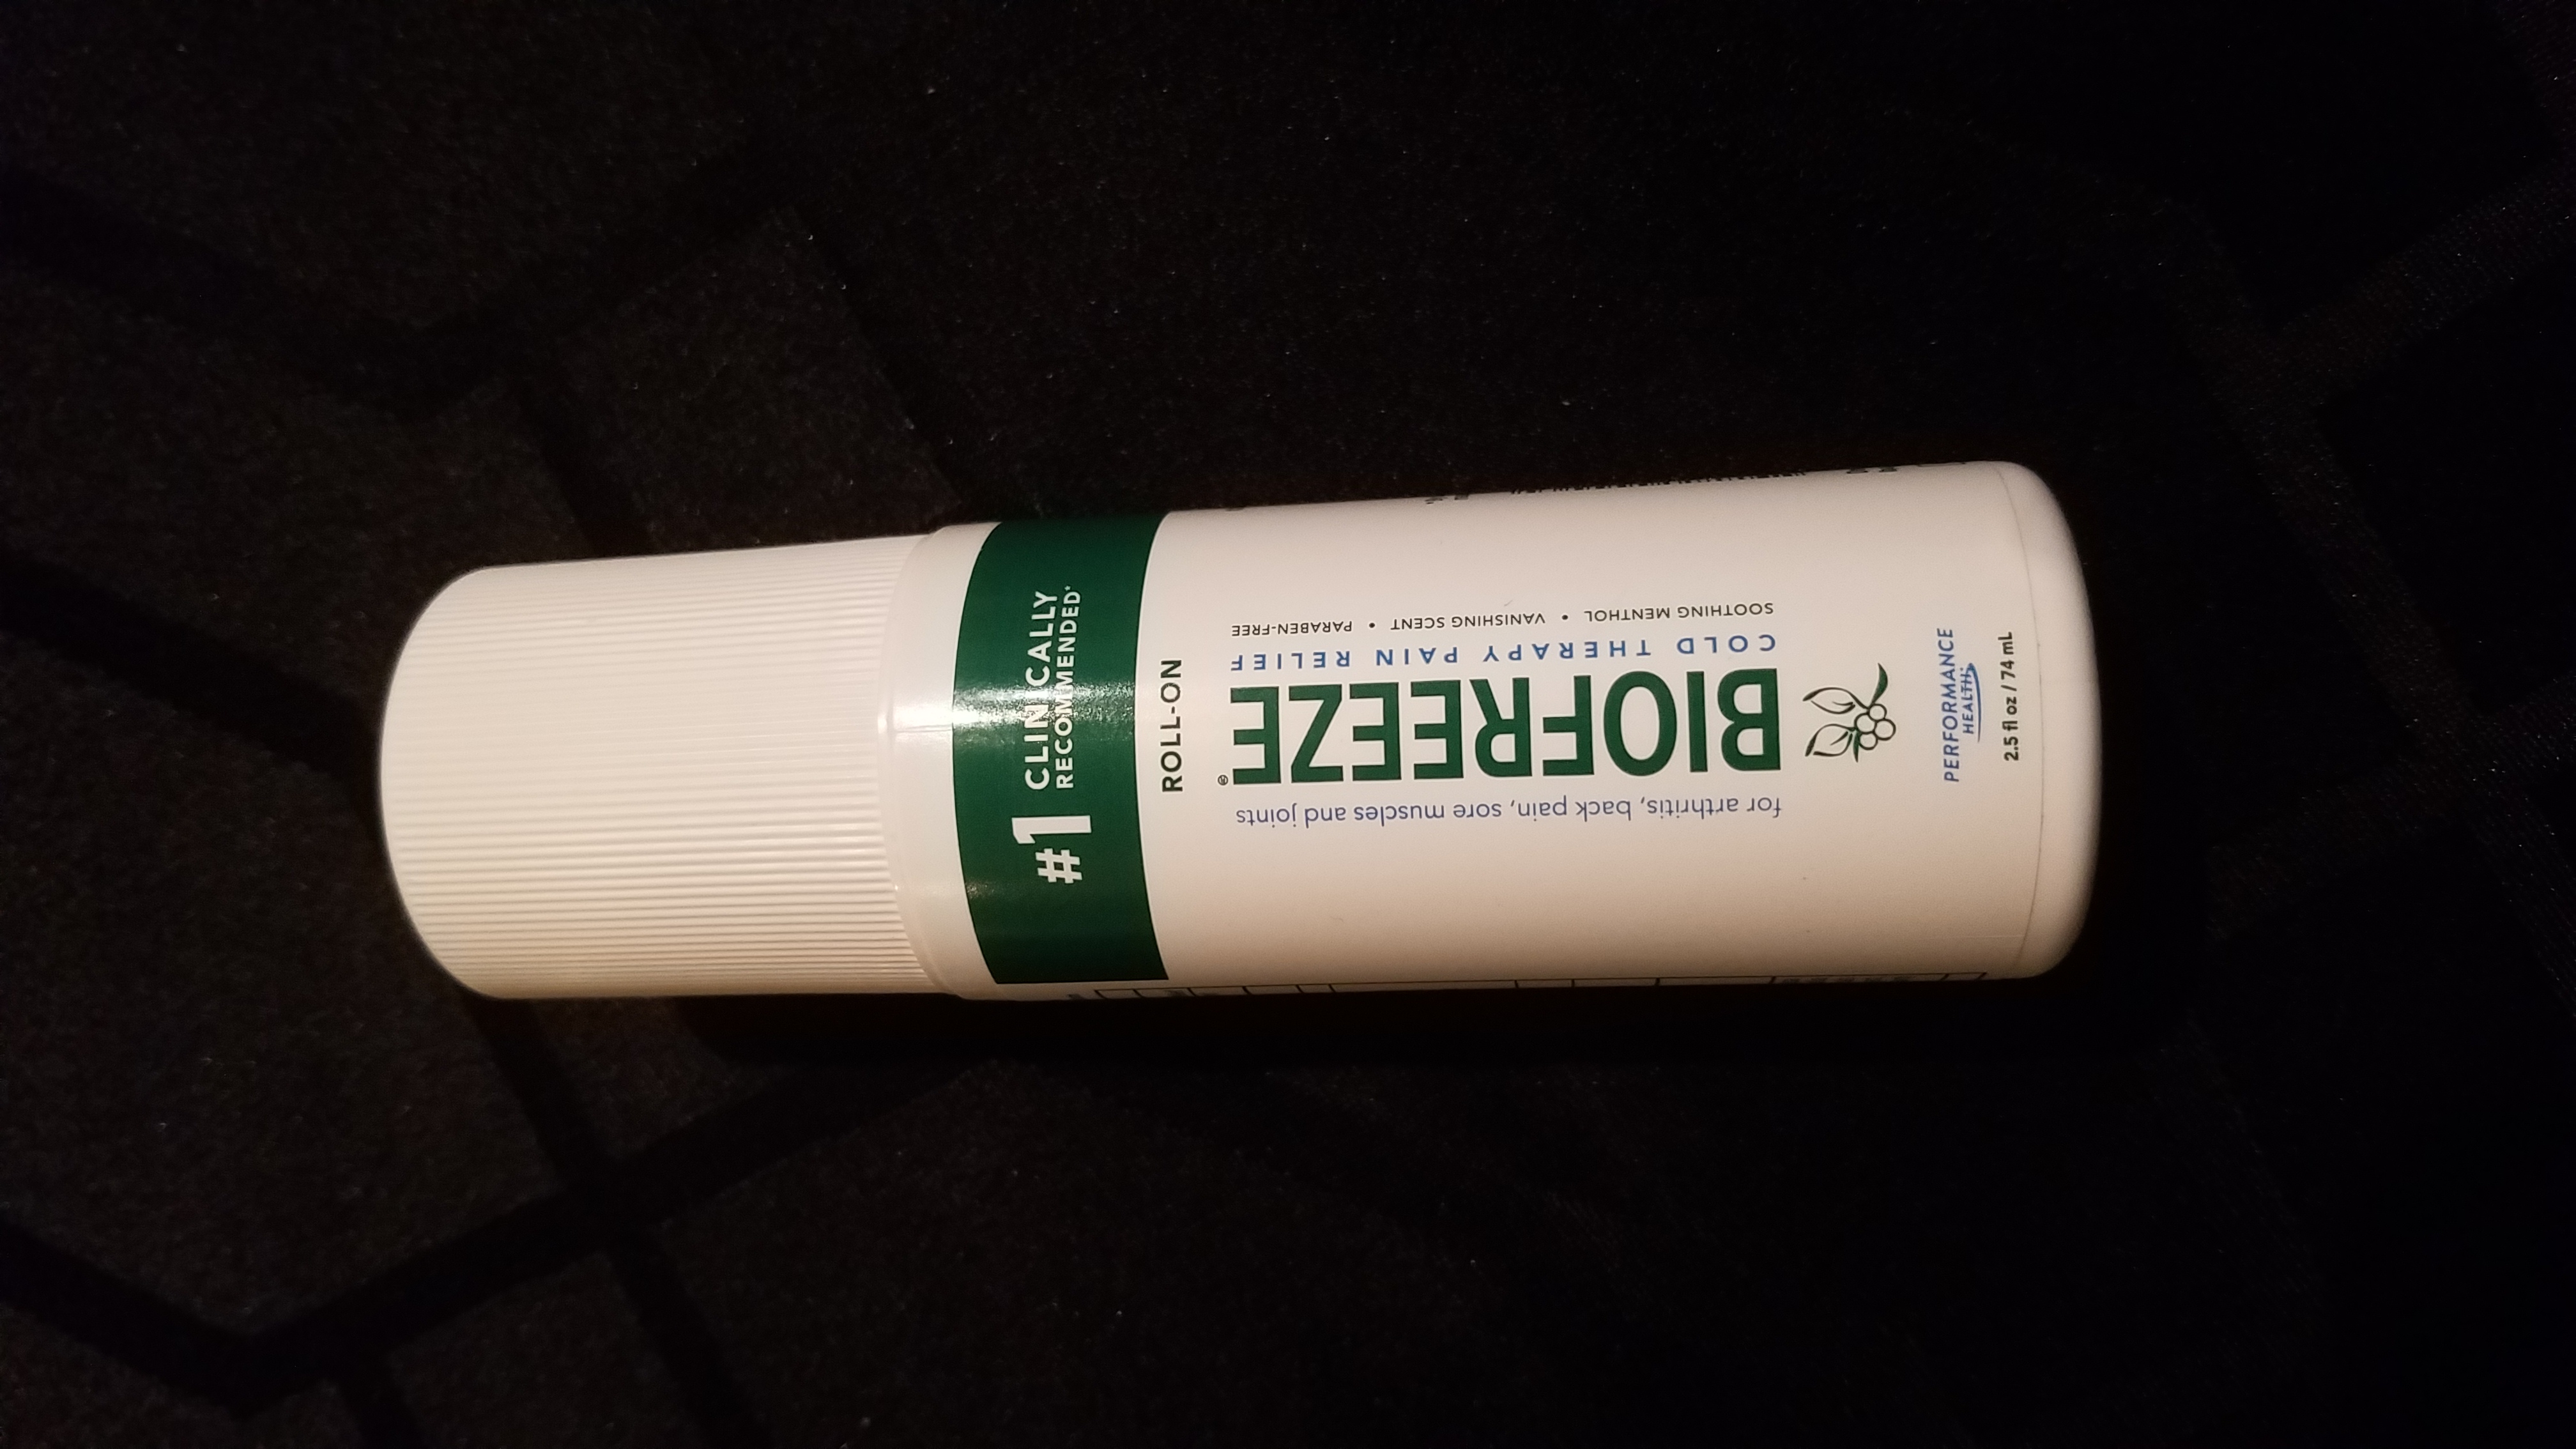 #1 CLINICALLY
RECOMMENDED*
ROLL-ON
for arthritis, back pain, sore muscles and joints
BIOFREEZE®
COLD THERAPY PAIN RELIEF
SOOTHING MENTHOL • VANISHING SCENT • PARABEN-FREE
PERFORMANCE
HEALTH
2.5 fl oz / 74 mL